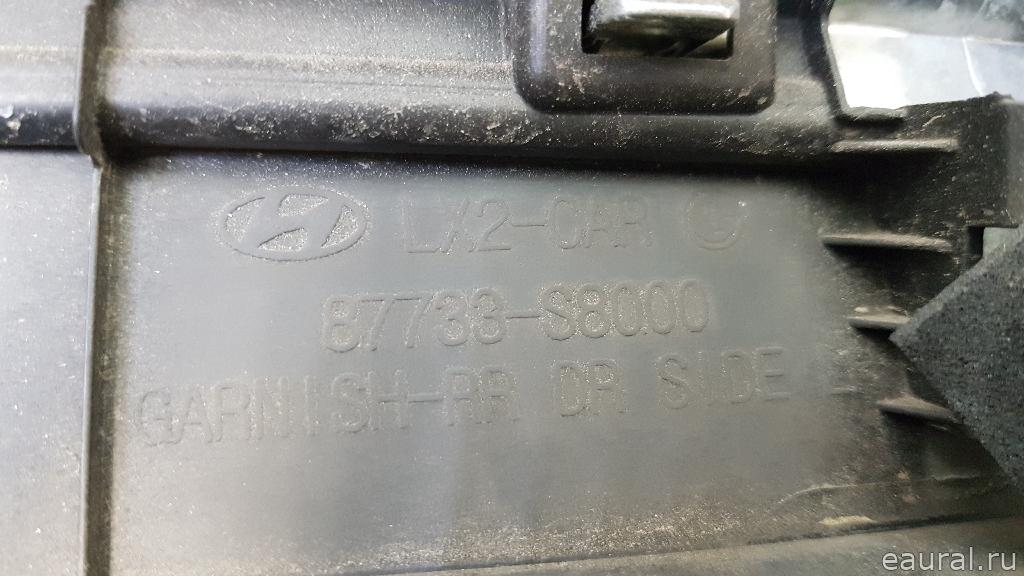 LX2-CAR
87733-S8000
GARNISH-RR DR SIDE L
eaural.ru